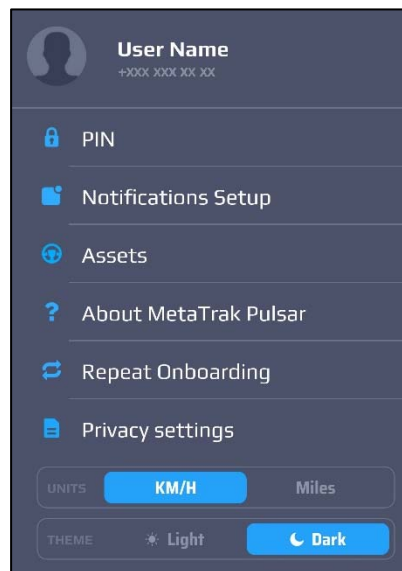 User Name
+XXX XXX XX XX
PIN
Notifications Setup
Assets
? About MetaTrak Pulsar
Repeat Onboarding
Privacy settings
UNITS KM/H Miles
THEME Light Dark